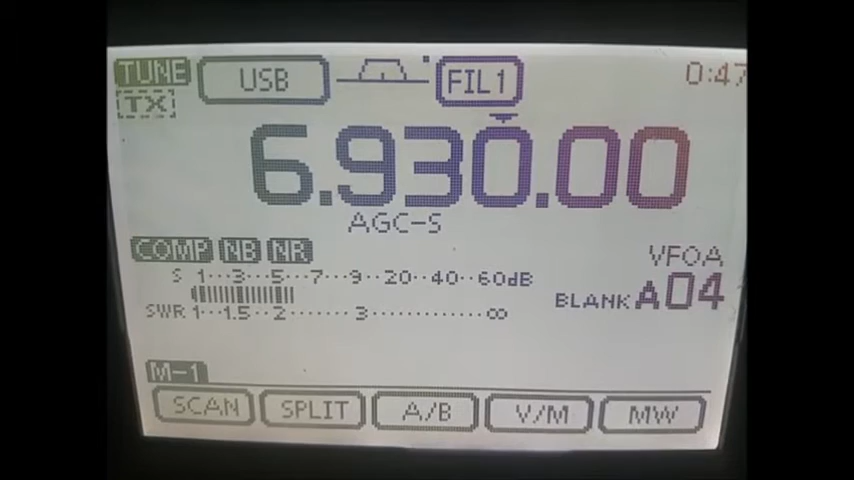 TUNE USB FIL1 0:47
TX
6.930.00
AGC-S
COMP NB NR
VFOA
S 1···3···5···7···9··20··40··60dB
BLANK A04
SWR 1···1.5··2·······3············∞
M-1
SCAN SPLIT A/B V/M MW